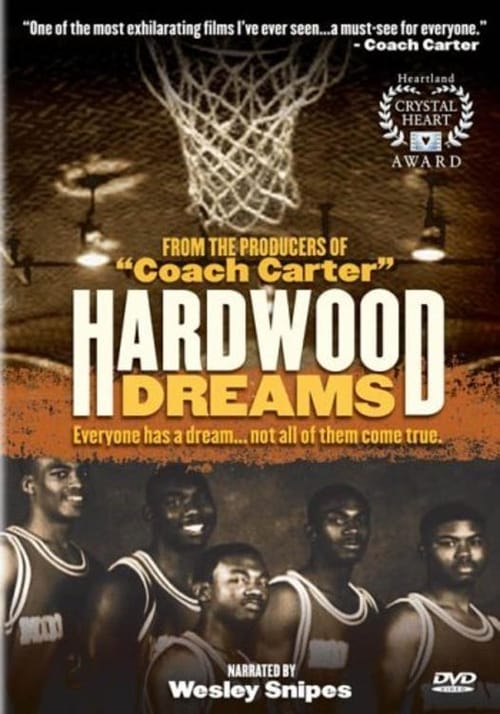 “One of the most exhilarating films I’ve ever seen...a must-see for everyone.”
- Coach Carter
Heartland
CRYSTAL
HEART
AWARD
FROM THE PRODUCERS OF
“Coach Carter”
HARDWOOD
DREAMS
Everyone has a dream... not all of them come true.
NARRATED BY
Wesley Snipes
DVD
VIDEO